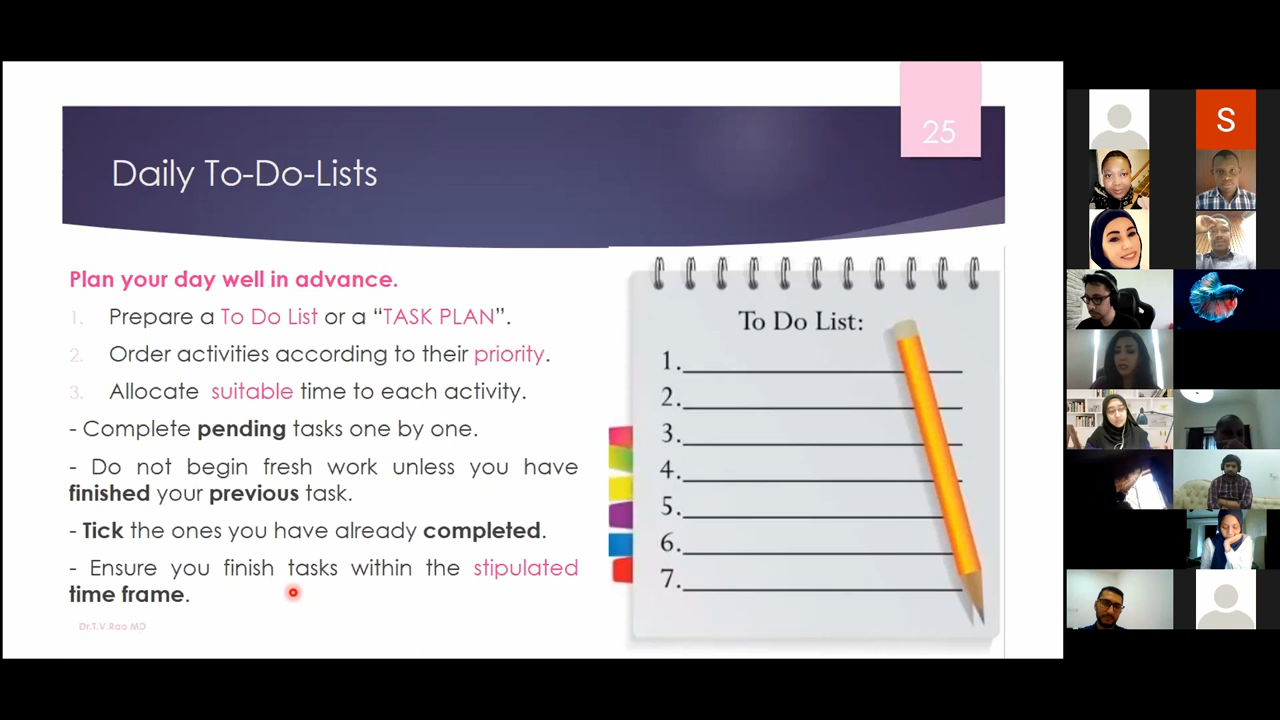 25
Daily To-Do-Lists
Plan your day well in advance.
1. Prepare a To Do List or a “TASK PLAN”.
2. Order activities according to their priority.
3. Allocate suitable time to each activity.
- Complete pending tasks one by one.
- Do not begin fresh work unless you have
finished your previous task.
- Tick the ones you have already completed.
- Ensure you finish tasks within the stipulated
time frame.
Dr.T.V.Rao MD
To Do List:
1.
2.
3.
4.
5.
6.
7.
S